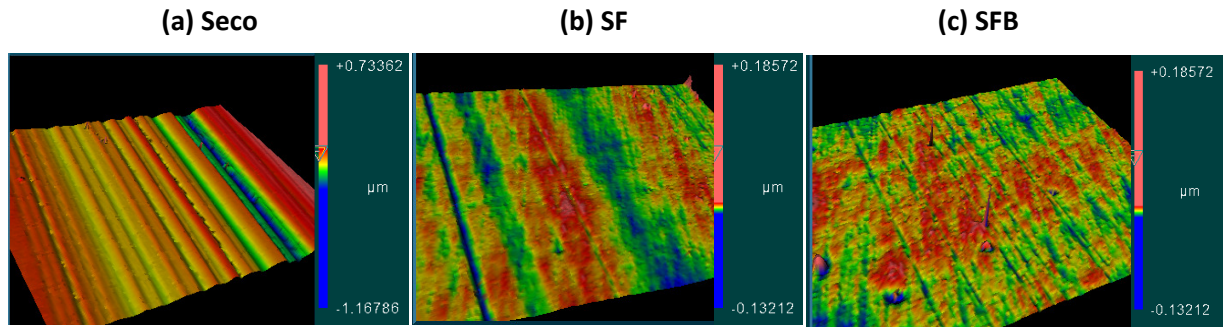 (a) Seco
(b) SF
(c) SFB
+0.73362
µm
-1.16786
+0.18572
µm
-0.13212
+0.18572
µm
-0.13212